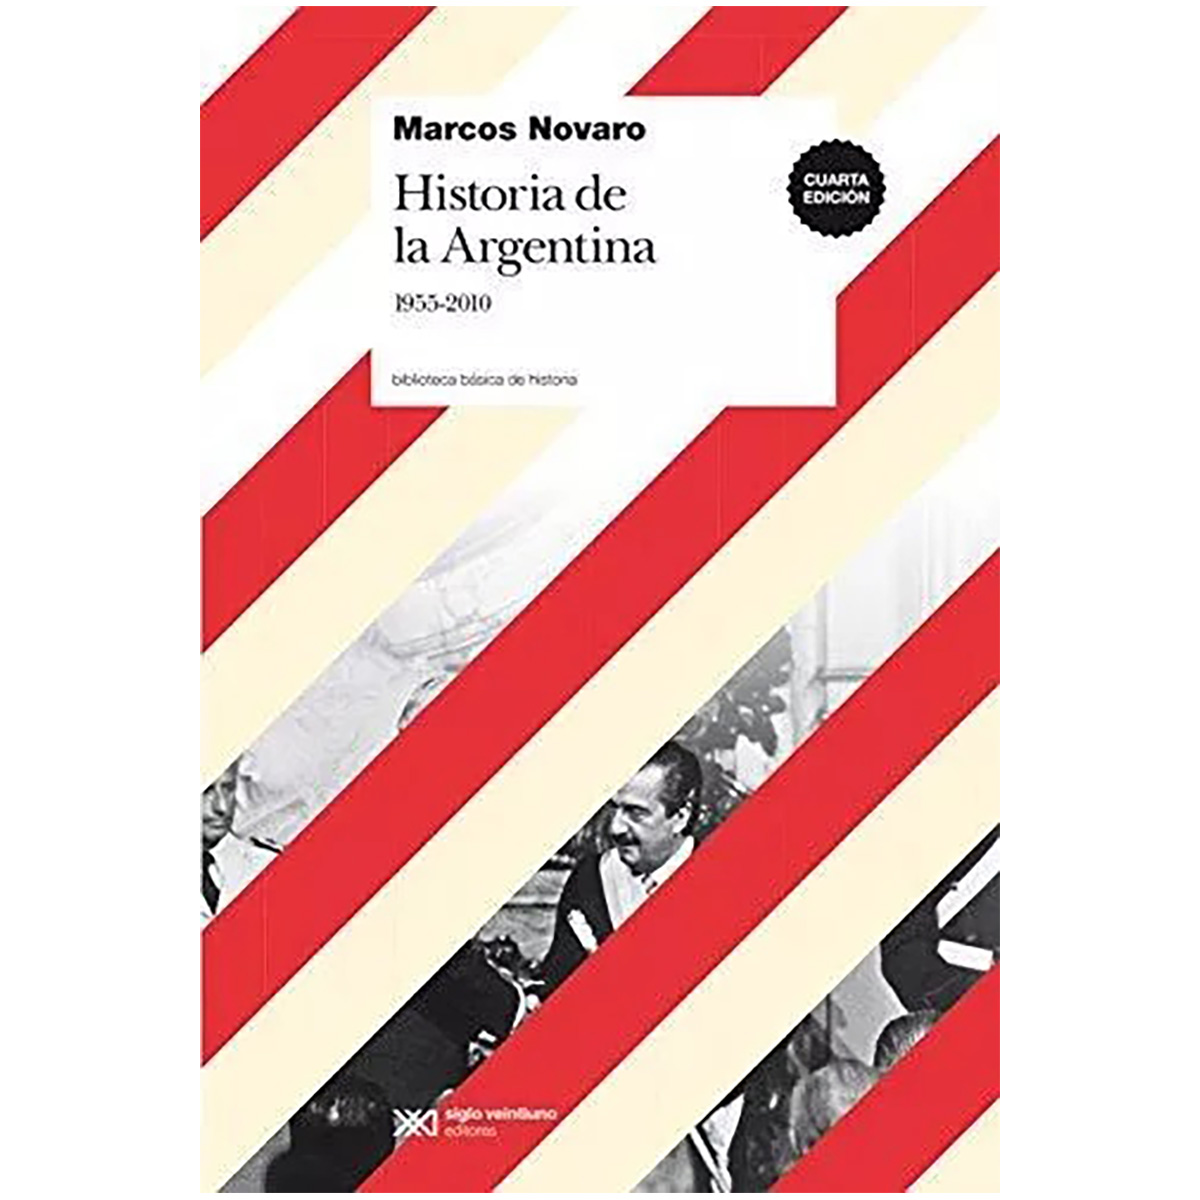 Marcos Novaro
Historia de
la Argentina
1955-2010
biblioteca básica de historia
CUARTA
EDICIÓN
siglo veintiuno
editores